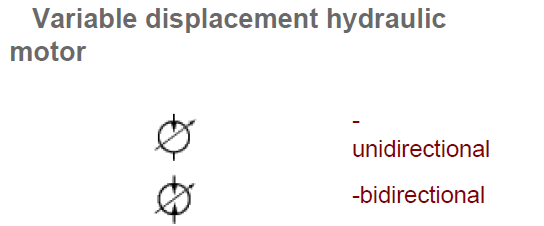 Variable displacement hydraulic
motor
-
unidirectional
-bidirectional